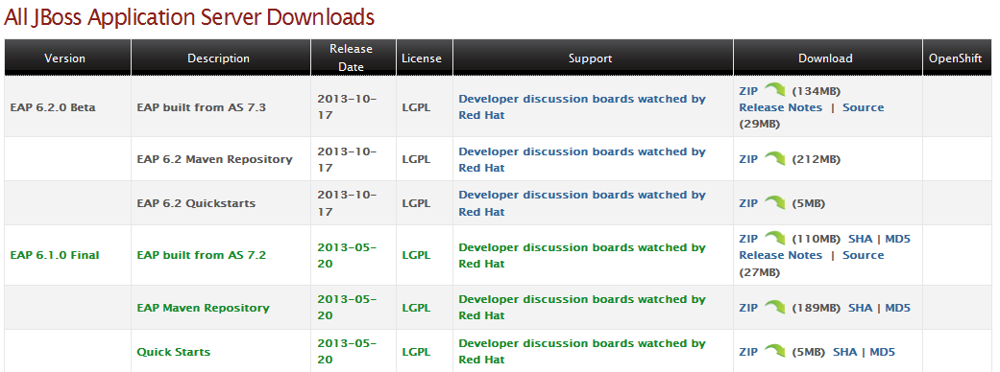 All JBoss Application Server Downloads
Version Description Release Date License Support Download OpenShift
EAP 6.2.0 Beta EAP built from AS 7.3 2013-10-17 LGPL Developer discussion boards watched by Red Hat ZIP (134MB) Release Notes | Source (29MB)
EAP 6.2 Maven Repository 2013-10-17 LGPL Developer discussion boards watched by Red Hat ZIP (212MB)
EAP 6.2 Quickstarts 2013-10-17 LGPL Developer discussion boards watched by Red Hat ZIP (5MB)
EAP 6.1.0 Final EAP built from AS 7.2 2013-05-20 LGPL Developer discussion boards watched by Red Hat ZIP (110MB) SHA | MD5 Release Notes | Source (27MB)
EAP Maven Repository 2013-05-20 LGPL Developer discussion boards watched by Red Hat ZIP (189MB) SHA | MD5
Quick Starts 2013-05-20 LGPL Developer discussion boards watched by Red Hat ZIP (5MB) SHA | MD5